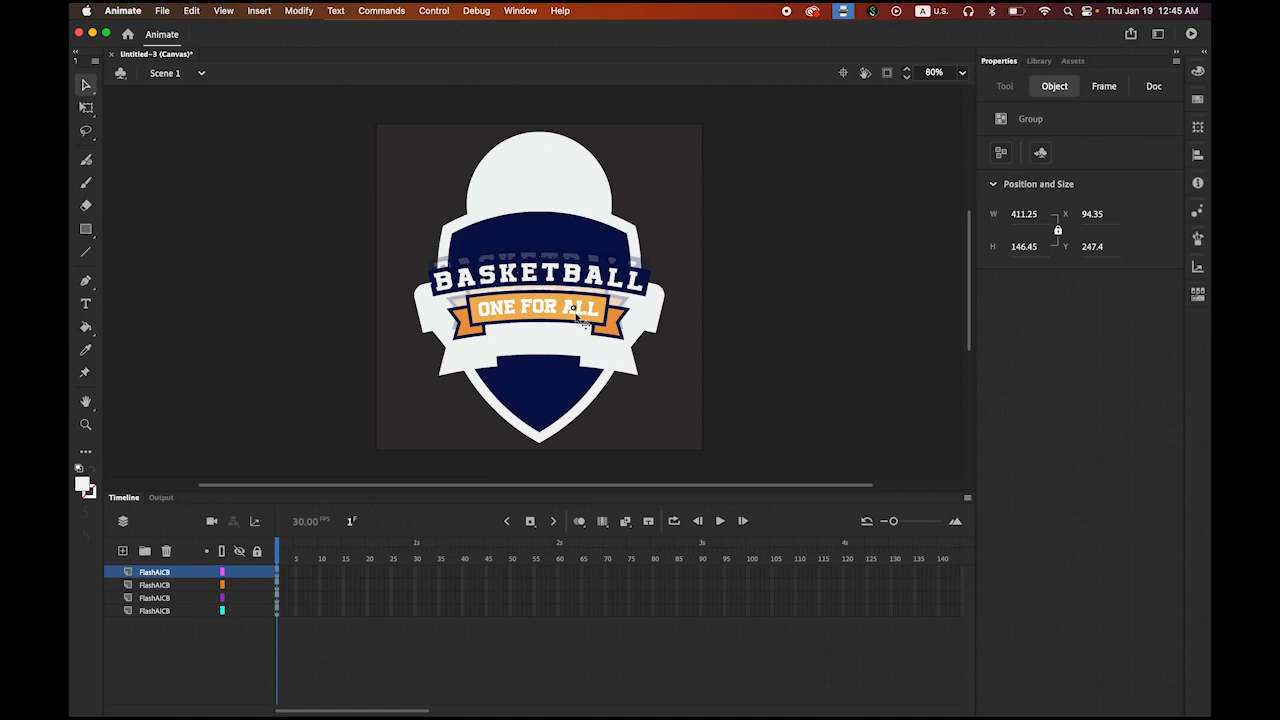 Animate File Edit View Insert Modify Text Commands Control Debug Window Help A U.S. Thu Jan 19 12:45 AM
Animate
Untitled-3 (Canvas)*
Scene 1 80%
Properties Library Assets
Tool Object Frame Doc
Group
Position and Size
W 411.25 X 94.35
H 146.45 Y 247.4
BASKETBALL
ONE FOR ALL
Timeline Output
30.00 FPS 1F
1s 2s 3s 4s
5 10 15 20 25 30 35 40 45 50 55 60 65 70 75 80 85 90 95 100 105 110 115 120 125 130 135 140
FlashAICB
FlashAICB
FlashAICB
FlashAICB